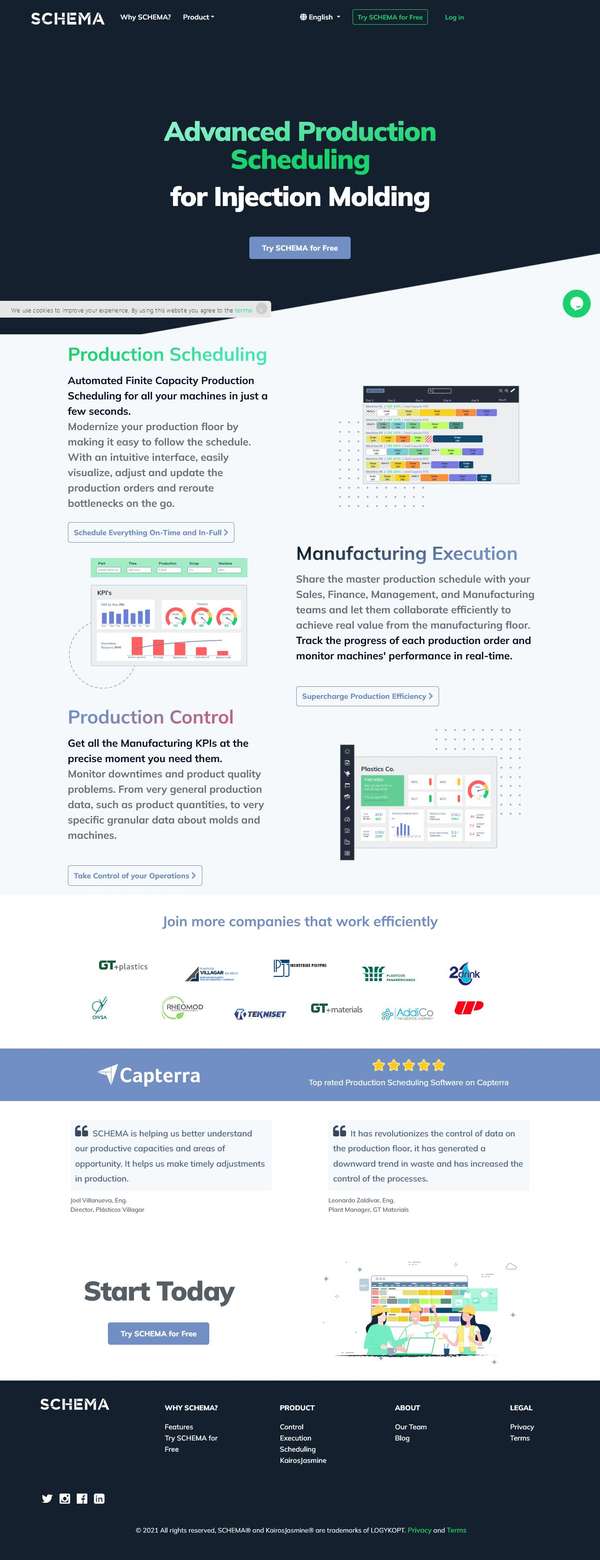 SCHEMA
Why SCHEMA?
Product
English
Try SCHEMA for Free
Log in
Advanced Production
Scheduling
for Injection Molding
Try SCHEMA for Free
We use cookies to improve your experience. By using this website you agree to the terms
Production Scheduling
Automated Finite Capacity Production
Scheduling for all your machines in just a
few seconds.
Modernize your production floor by
making it easy to follow the schedule.
With an intuitive interface, easily
visualize, adjust and update the
production orders and reroute
bottlenecks on the go.
Schedule Everything On-Time and In-Full
Manufacturing Execution
Share the master production schedule with your
Sales, Finance, Management, and Manufacturing
teams and let them collaborate efficiently to
achieve real value from the manufacturing floor.
Track the progress of each production order and
monitor machines' performance in real-time.
Supercharge Production Efficiency
KPI's
Production Control
Get all the Manufacturing KPIs at the
precise moment you need them.
Monitor downtimes and product quality
problems. From very general production
data, such as product quantities, to very
specific granular data about molds and
machines.
Take Control of your Operations
Plastics Co.
Join more companies that work efficiently
GT+plastics
VILLAGAR
INDUSTRIAS POLYPRO
PLASTICOS
PANAMERICANOS
drink
RHEOMOD
TEKNISET
GT+materials
AddiCo
Capterra
Top rated Production Scheduling Software on Capterra
SCHEMA is helping us better understand
our productive capacities and areas of
opportunity. It helps us make timely adjustments
in production.
Joel Villanueva, Eng.
Director, Plásticos Villagar
It has revolutionizes the control of data on
the production floor, it has generated a
downward trend in waste and has increased the
control of the processes.
Leonardo Zaldivar, Eng.
Plant Manager, GT Materials
Start Today
Try SCHEMA for Free
SCHEMA
WHY SCHEMA?
Features
Try SCHEMA for
Free
PRODUCT
Control
Execution
Scheduling
KairosJasmine
ABOUT
Our Team
Blog
LEGAL
Privacy
Terms
© 2021 All rights reserved, SCHEMA® and KairosJasmine® are trademarks of LOGYKOPT. Privacy and Terms